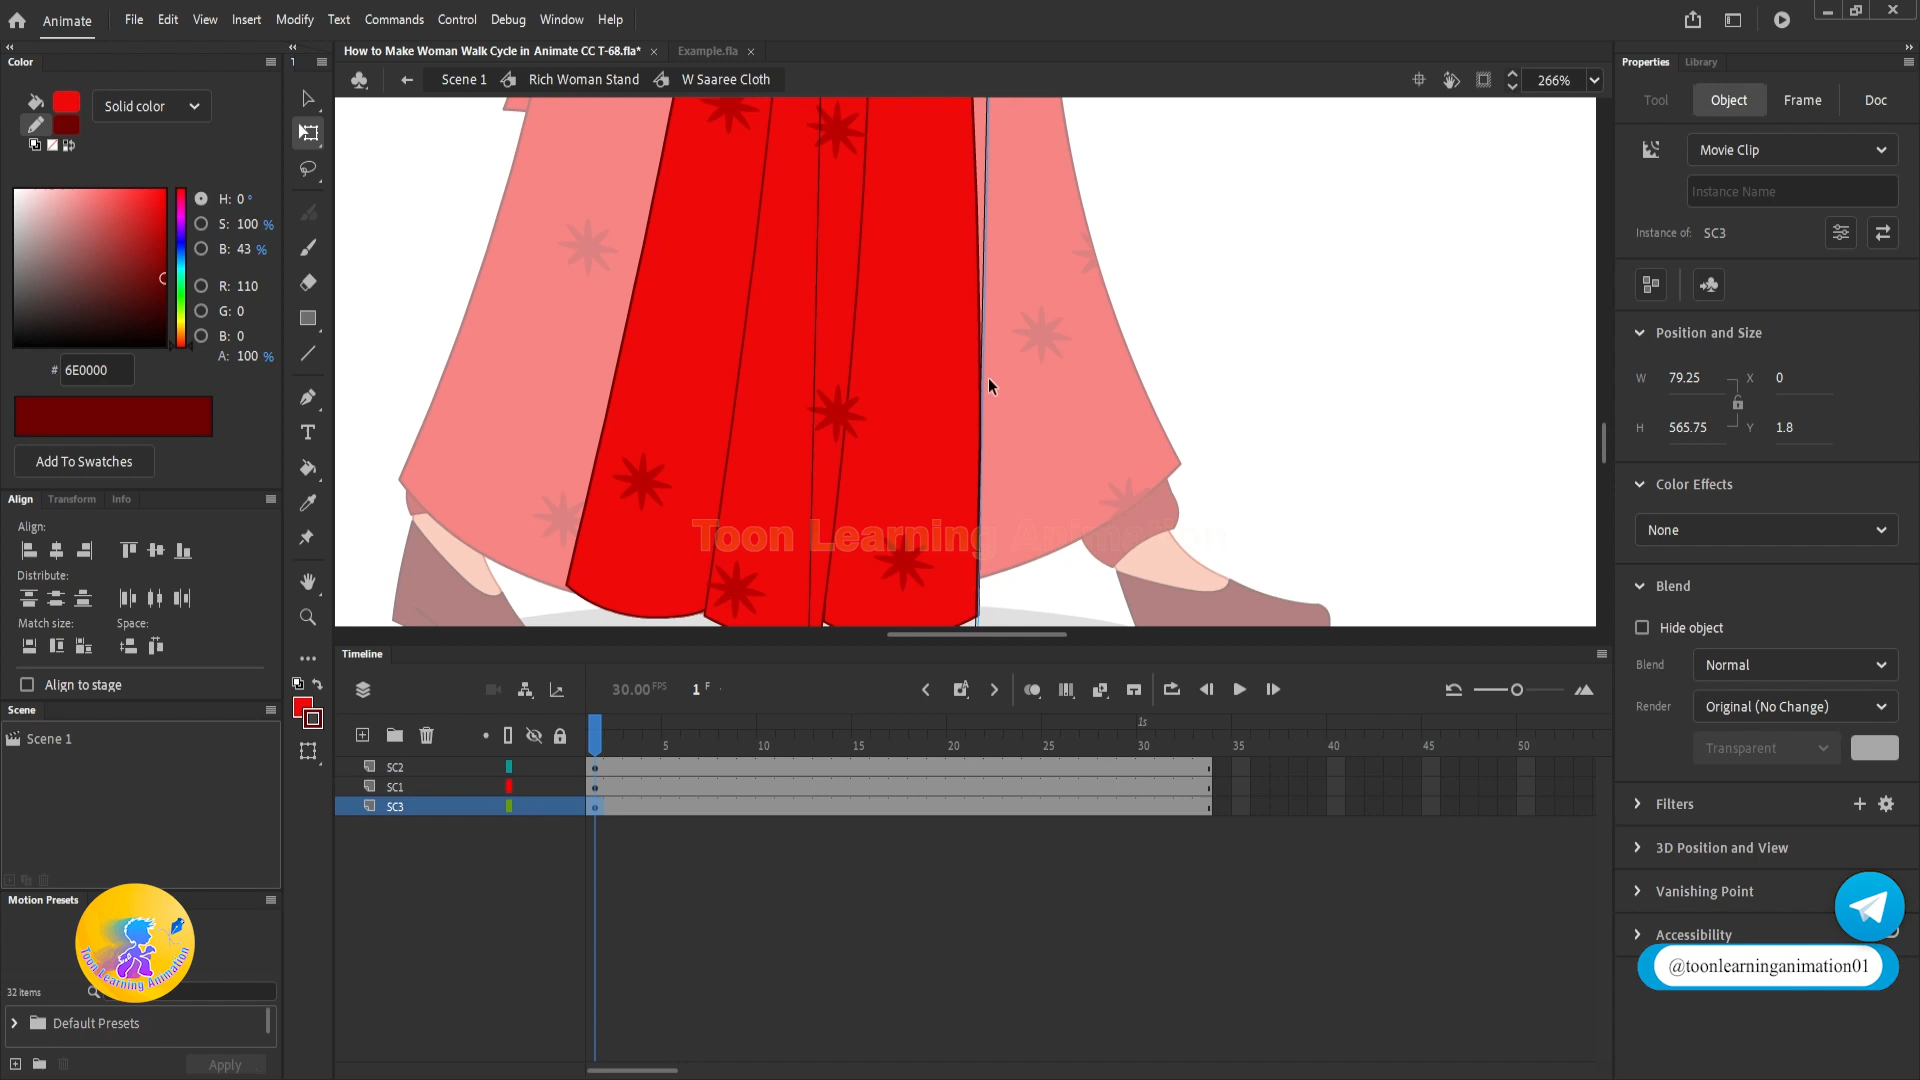 Animate File Edit View Insert Modify Text Commands Control Debug Window Help
Color
Solid color
H: 0 °
S: 100 %
B: 43 %
R: 110
G: 0
B: 0
A: 100 %
# 6E0000
Add To Swatches
Align Transform Info
Align:
Distribute:
Match size: Space:
Align to stage
Scene
Scene 1
Motion Presets
Toon Learning Animation
32 items
Default Presets
Apply
How to Make Woman Walk Cycle in Animate CC T-68.fla* Example.fla
Scene 1 Rich Woman Stand W Saaree Cloth
266%
Toon Learning Animation
Timeline
30.00 FPS 1 F
1s
5 10 15 20 25 30 35 40 45 50
SC2
SC1
SC3
Properties Library
Tool Object Frame Doc
Movie Clip
Instance Name
Instance of: SC3
Position and Size
W 79.25 X 0
H 565.75 Y 1.8
Color Effects
None
Blend
Hide object
Blend Normal
Render Original (No Change)
Transparent
Filters
3D Position and View
Vanishing Point
Accessibility
@toonlearninganimation01